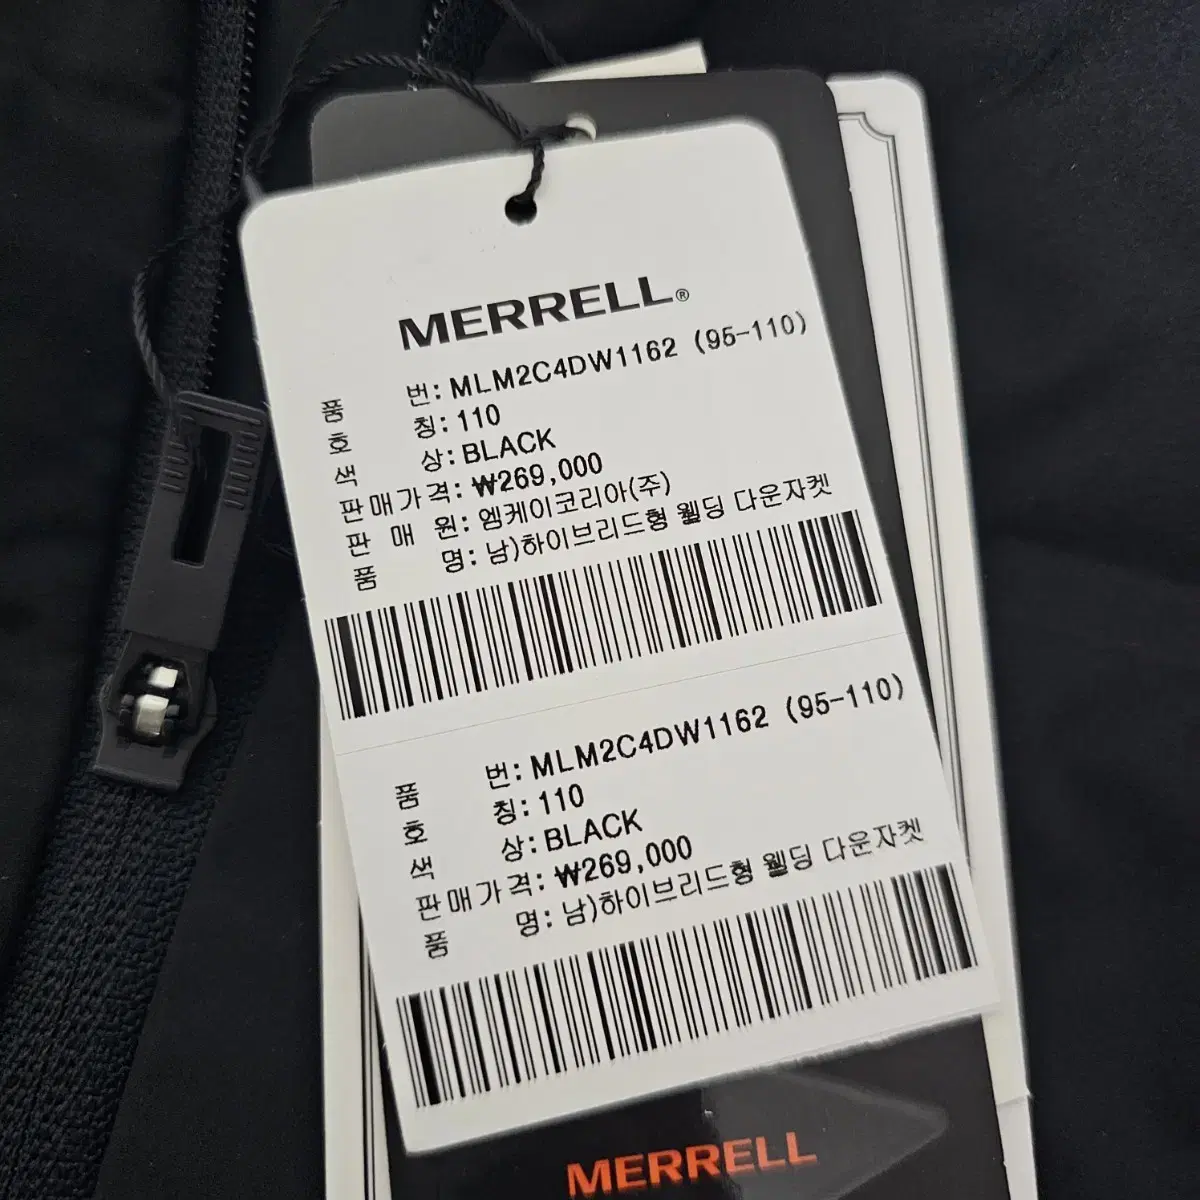 MERRELL®
품 번: MLM2C4DW1162 (95-110)
호 칭: 110
색 상: BLACK
판매가격: ₩269,000
판 매 원: 엠케이코리아(주)
품 명: 남)하이브리드형 웰딩 다운자켓
품 번: MLM2C4DW1162 (95-110)
호 칭: 110
색 상: BLACK
판매가격: ₩269,000
품 명: 남)하이브리드형 웰딩 다운자켓
MERRELL